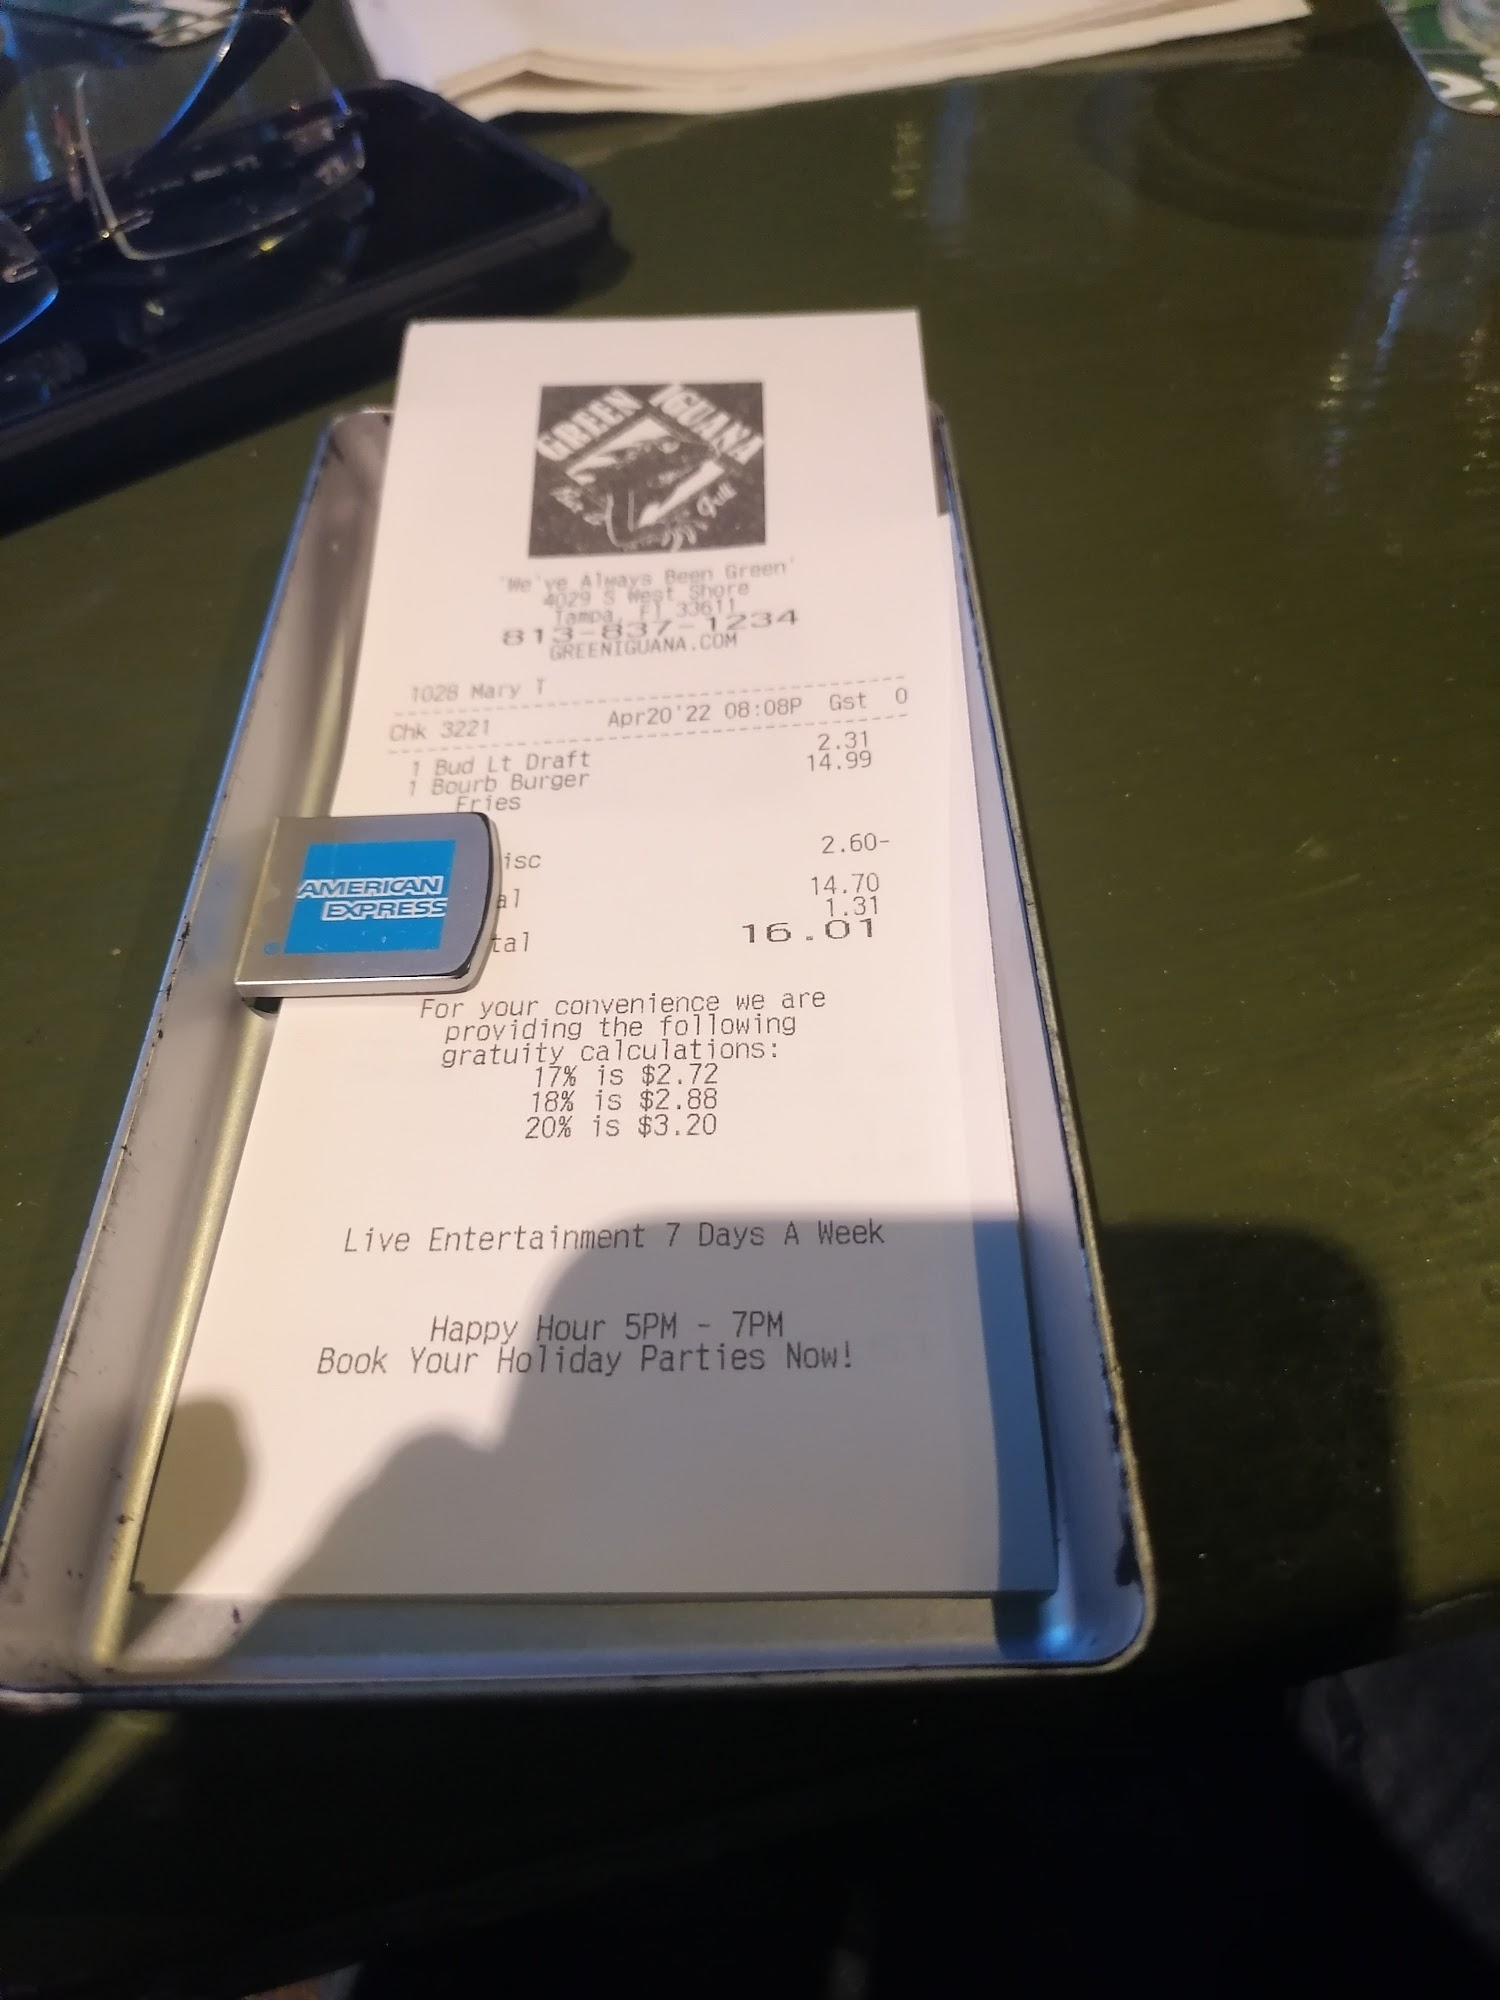 GREEN IGUANA
Bar & Grill
'We've Always Been Green'
4029 S West Shore
Tampa, Fl 33611
813-837-1234
GREENIGUANA.COM
1028 Mary T
Chk 3221 Apr20'22 08:08P Gst 0
1 Bud Lt Draft 2.31
1 Bourb Burger 14.99
Fries
isc 2.60-
al 14.70
1.31
tal 16.01
AMERICAN
EXPRESS
®
For your convenience we are
providing the following
gratuity calculations:
17% is $2.72
18% is $2.88
20% is $3.20
Live Entertainment 7 Days A Week
Happy Hour 5PM - 7PM
Book Your Holiday Parties Now!